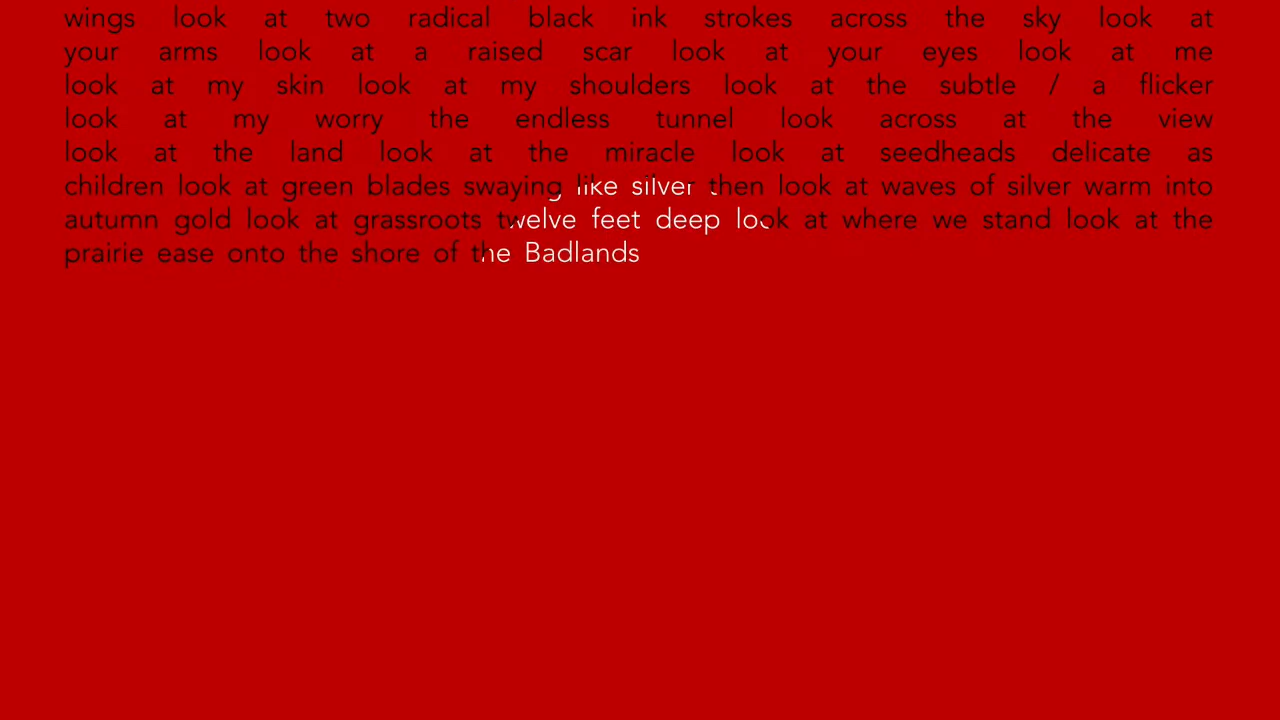 wings look at two radical black ink strokes across the sky look at
your arms look at a raised scar look at your eyes look at me
look at my skin look at my shoulders look at the subtle / a flicker
look at my worry the endless tunnel look across at the view
look at the land look at the miracle look at seedheads delicate as
children look at green blades swaying like silver then look at waves of silver warm into
autumn gold look at grassroots twelve feet deep look at where we stand look at the
prairie ease onto the shore of the Badlands